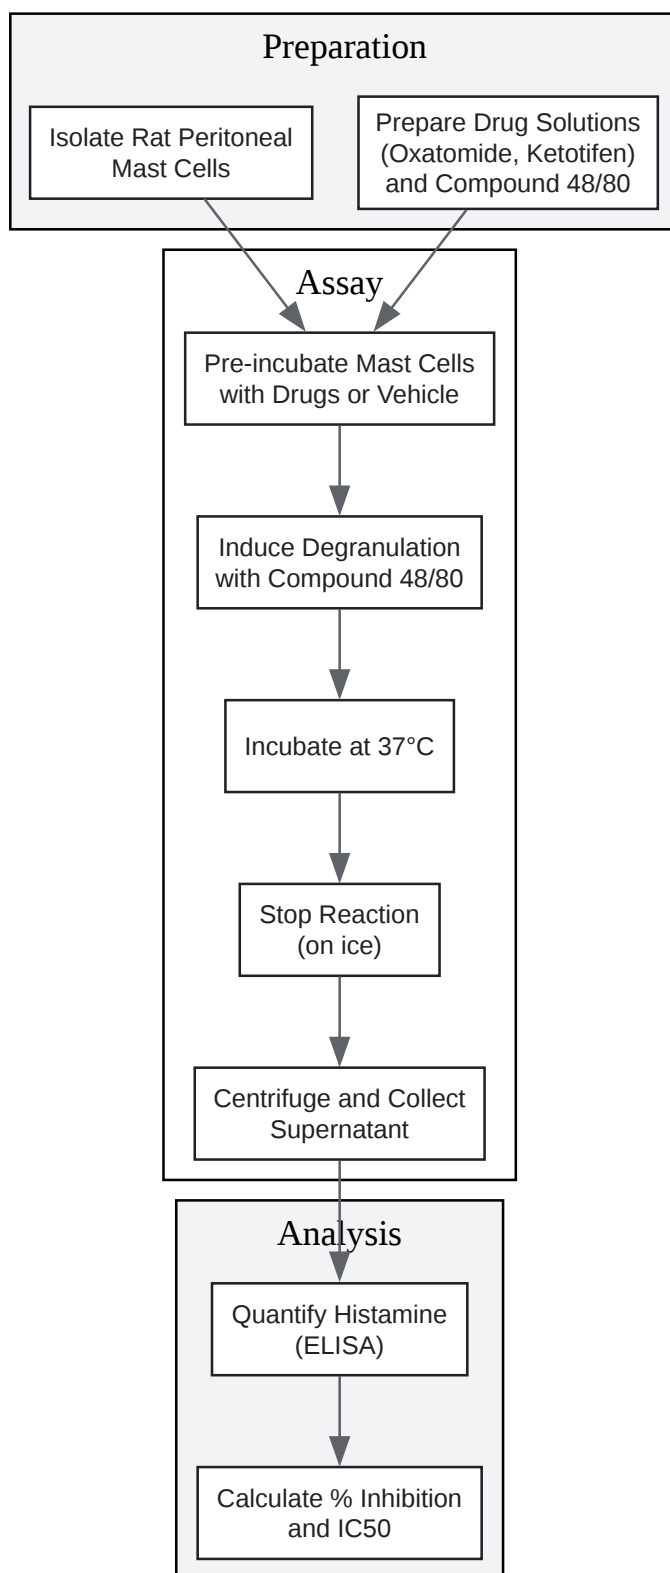 Preparation
Isolate Rat Peritoneal
Mast Cells
Prepare Drug Solutions
(Oxatomide, Ketotifen)
and Compound 48/80
Assay
Pre-incubate Mast Cells
with Drugs or Vehicle
Induce Degranulation
with Compound 48/80
Incubate at 37°C
Stop Reaction
(on ice)
Centrifuge and Collect
Supernatant
Analysis
Quantify Histamine
(ELISA)
Calculate % Inhibition
and IC50